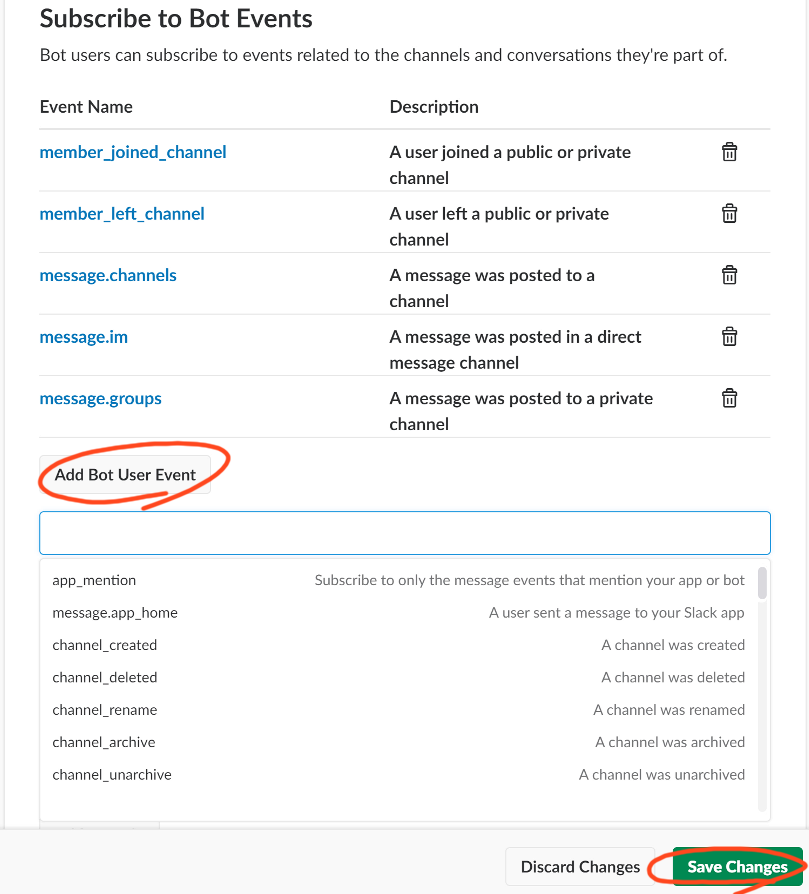 Subscribe to Bot Events
Bot users can subscribe to events related to the channels and conversations they're part of.
Event Name Description
member_joined_channel A user joined a public or private
channel
member_left_channel A user left a public or private
channel
message.channels A message was posted to a
channel
message.im A message was posted in a direct
message channel
message.groups A message was posted to a private
channel
Add Bot User Event
app_mention Subscribe to only the message events that mention your app or bot
message.app_home A user sent a message to your Slack app
channel_created A channel was created
channel_deleted A channel was deleted
channel_rename A channel was renamed
channel_archive A channel was archived
channel_unarchive A channel was unarchived
Discard Changes Save Changes